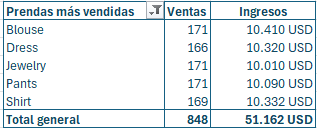 Prendas más vendidas Ventas Ingresos
Blouse 171 10.410 USD
Dress 166 10.320 USD
Jewelry 171 10.010 USD
Pants 171 10.090 USD
Shirt 169 10.332 USD
Total general 848 51.162 USD